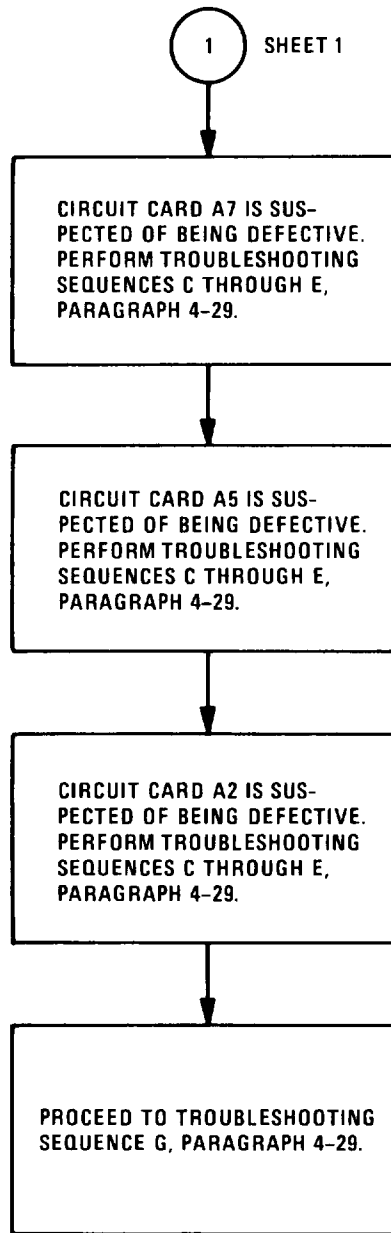 1 SHEET 1
CIRCUIT CARD A7 IS SUS-
PECTED OF BEING DEFECTIVE.
PERFORM TROUBLESHOOTING
SEQUENCES C THROUGH E,
PARAGRAPH 4-29.
CIRCUIT CARD A5 IS SUS-
PECTED OF BEING DEFECTIVE.
PERFORM TROUBLESHOOTING
SEQUENCES C THROUGH E,
PARAGRAPH 4-29.
CIRCUIT CARD A2 IS SUS-
PECTED OF BEING DEFECTIVE.
PERFORM TROUBLESHOOTING
SEQUENCES C THROUGH E,
PARAGRAPH 4-29.
PROCEED TO TROUBLESHOOTING
SEQUENCE G, PARAGRAPH 4-29.